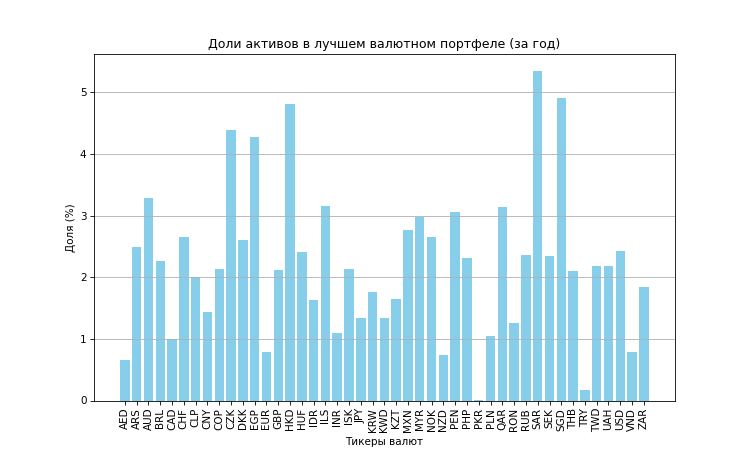 Доли активов в лучшем валютном портфеле (за год)
Доля (%)
5
4
3
2
1
0
AED ARS AUD BRL CAD CHF CLP CNY COP CZK DKK EGP EUR GBP HKD HUF IDR ILS INR ISK JPY KRW KWD KZT MXN MYR NOK NZD PEN PHP PKR PLN QAR RON RUB SAR SEK SGD THB TRY TWD UAH USD VND ZAR
Тикеры валют